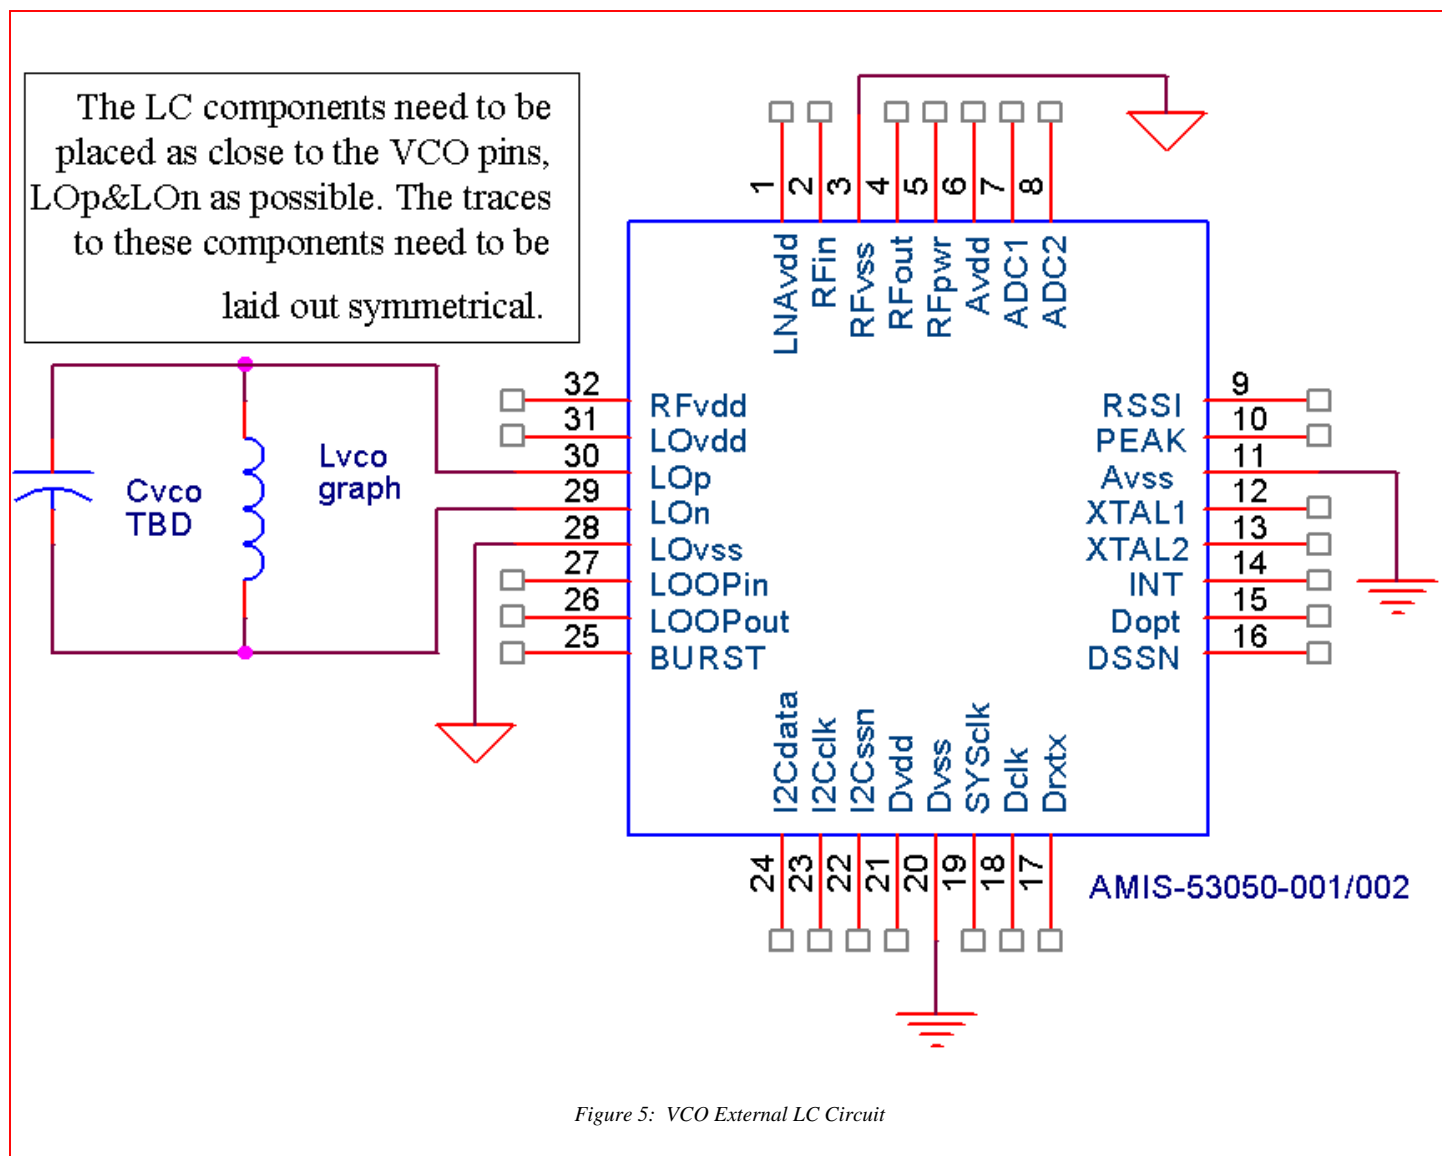 The LC components need to be
placed as close to the VCO pins,
LOp&LOn as possible. The traces
to these components need to be
laid out symmetrical.
1
2
3
4
5
6
7
8
LNAvdd
RFin
RFvss
RFout
RFpwr
Avdd
ADC1
ADC2
32
RFvdd
31
LOvdd
30
LOp
29
LOn
28
LOvss
27
LOOPin
26
LOOPout
25
BURST
Lvco
graph
Cvco
TBD
9
RSSI
10
PEAK
11
Avss
12
XTAL1
13
XTAL2
14
INT
15
Dopt
16
DSSN
I2Cdata
I2Cclk
I2Cssn
Dvdd
Dvss
SYSclk
Dclk
Drxtx
24
23
22
21
20
19
18
17
AMIS-53050-001/002
Figure 5:  VCO External LC Circuit